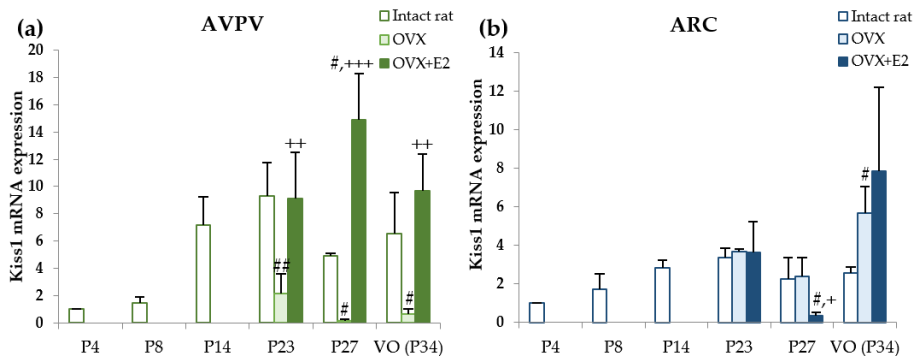 (a)
AVPV
Intact rat
OVX
OVX+E2
Kiss1 mRNA expression
20
18
16
14
12
10
8
6
4
2
0
##
++
#
#,+++
#
++
P4 P8 P14 P23 P27 VO (P34)
(b)
ARC
Intact rat
OVX
OVX+E2
Kiss1 mRNA expression
14
12
10
8
6
4
2
0
#,+
#
P4 P8 P14 P23 P27 VO (P34)